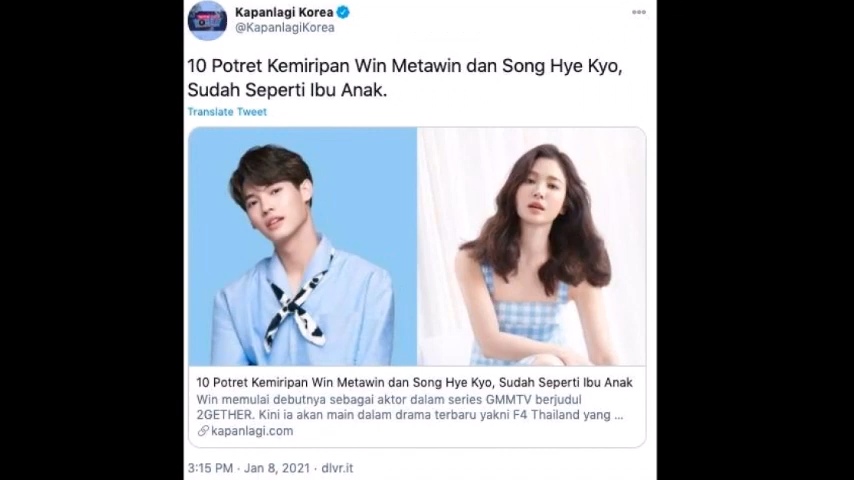 Kapanlagi Korea
@KapanlagiKorea
10 Potret Kemiripan Win Metawin dan Song Hye Kyo,
Sudah Seperti Ibu Anak.
Translate Tweet
10 Potret Kemiripan Win Metawin dan Song Hye Kyo, Sudah Seperti Ibu Anak
Win memulai debutnya sebagai aktor dalam series GMMTV berjudul
2GETHER. Kini ia akan main dalam drama terbaru yakni F4 Thailand yang ...
kapanlagi.com
3:15 PM · Jan 8, 2021 · dlvr.it